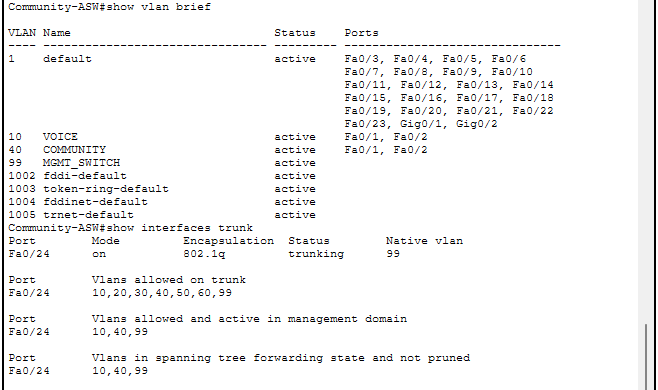 Community-ASW#show vlan brief
VLAN Name Status Ports
---- -------------------------------- --------- -------------------------------
1 default active Fa0/3, Fa0/4, Fa0/5, Fa0/6
Fa0/7, Fa0/8, Fa0/9, Fa0/10
Fa0/11, Fa0/12, Fa0/13, Fa0/14
Fa0/15, Fa0/16, Fa0/17, Fa0/18
Fa0/19, Fa0/20, Fa0/21, Fa0/22
Fa0/23, Gig0/1, Gig0/2
10 VOICE active Fa0/1, Fa0/2
40 COMMUNITY active Fa0/1, Fa0/2
99 MGMT_SWITCH active
1002 fddi-default active
1003 token-ring-default active
1004 fddinet-default active
1005 trnet-default active
Community-ASW#show interfaces trunk
Port Mode Encapsulation Status Native vlan
Fa0/24 on 802.1q trunking 99
Port Vlans allowed on trunk
Fa0/24 10,20,30,40,50,60,99
Port Vlans allowed and active in management domain
Fa0/24 10,40,99
Port Vlans in spanning tree forwarding state and not pruned
Fa0/24 10,40,99